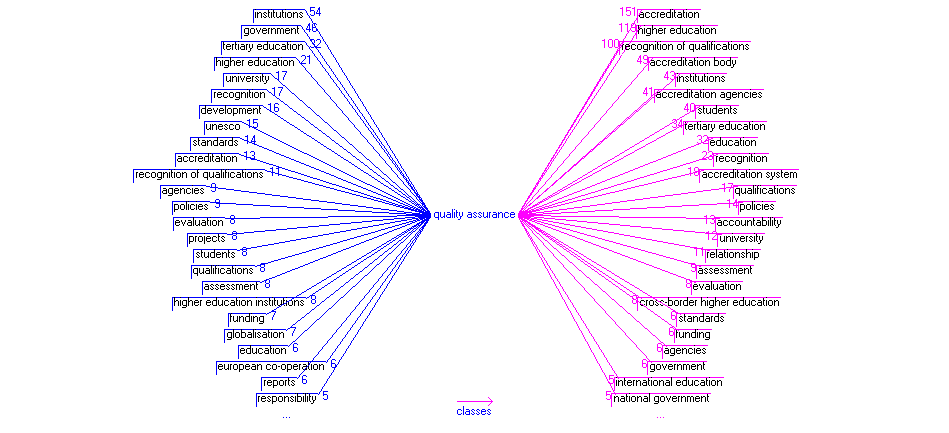 institutions 54
government 46
tertiary education 32
higher education 21
university 17
recognition 17
development 16
unesco 15
standards 14
accreditation 13
recognition of qualifications 11
agencies 9
policies 9
evaluation 8
projects 8
students 8
qualifications 8
assessment 8
higher education institutions 8
funding 7
globalisation 7
education 6
european co-operation 6
reports 6
responsibility 5
...
quality assurance
classes
151 accreditation
higher education
100 recognition of qualifications
49 accreditation body
43 institutions
41 accreditation agencies
40 students
34 tertiary education
32 education
23 recognition
accreditation system
17 qualifications
14 policies
13 accountability
12 university
11 relationship
9 assessment
8 evaluation
8 cross-border higher education
6 standards
6 funding
6 agencies
6 government
5 international education
5 national government
...